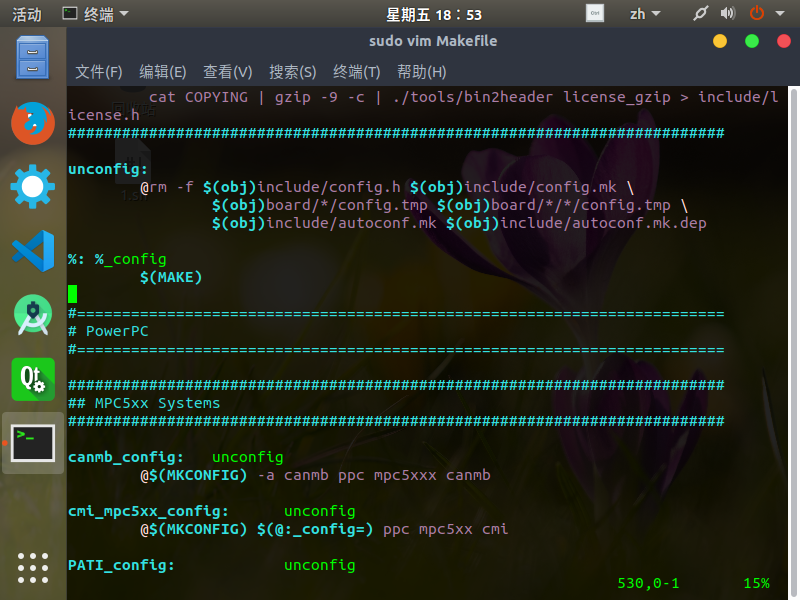 活动 终端 星期五 18：53 zh
sudo vim Makefile
文件(F) 编辑(E) 查看(V) 搜索(S) 终端(T) 帮助(H)
cat COPYING | gzip -9 -c | ./tools/bin2header license_gzip > include/l
icense.h
#########################################################################
unconfig:
@rm -f $(obj)include/config.h $(obj)include/config.mk \
$(obj)board/*/config.tmp $(obj)board/*/*/config.tmp \
$(obj)include/autoconf.mk $(obj)include/autoconf.mk.dep
%: %_config
$(MAKE)
#========================================================================
# PowerPC
#========================================================================
#########################################################################
## MPC5xx Systems
#########################################################################
canmb_config: unconfig
@$(MKCONFIG) -a canmb ppc mpc5xxx canmb
cmi_mpc5xx_config: unconfig
@$(MKCONFIG) $(@:_config=) ppc mpc5xx cmi
PATI_config: unconfig
530,0-1 15%
Qt
>_